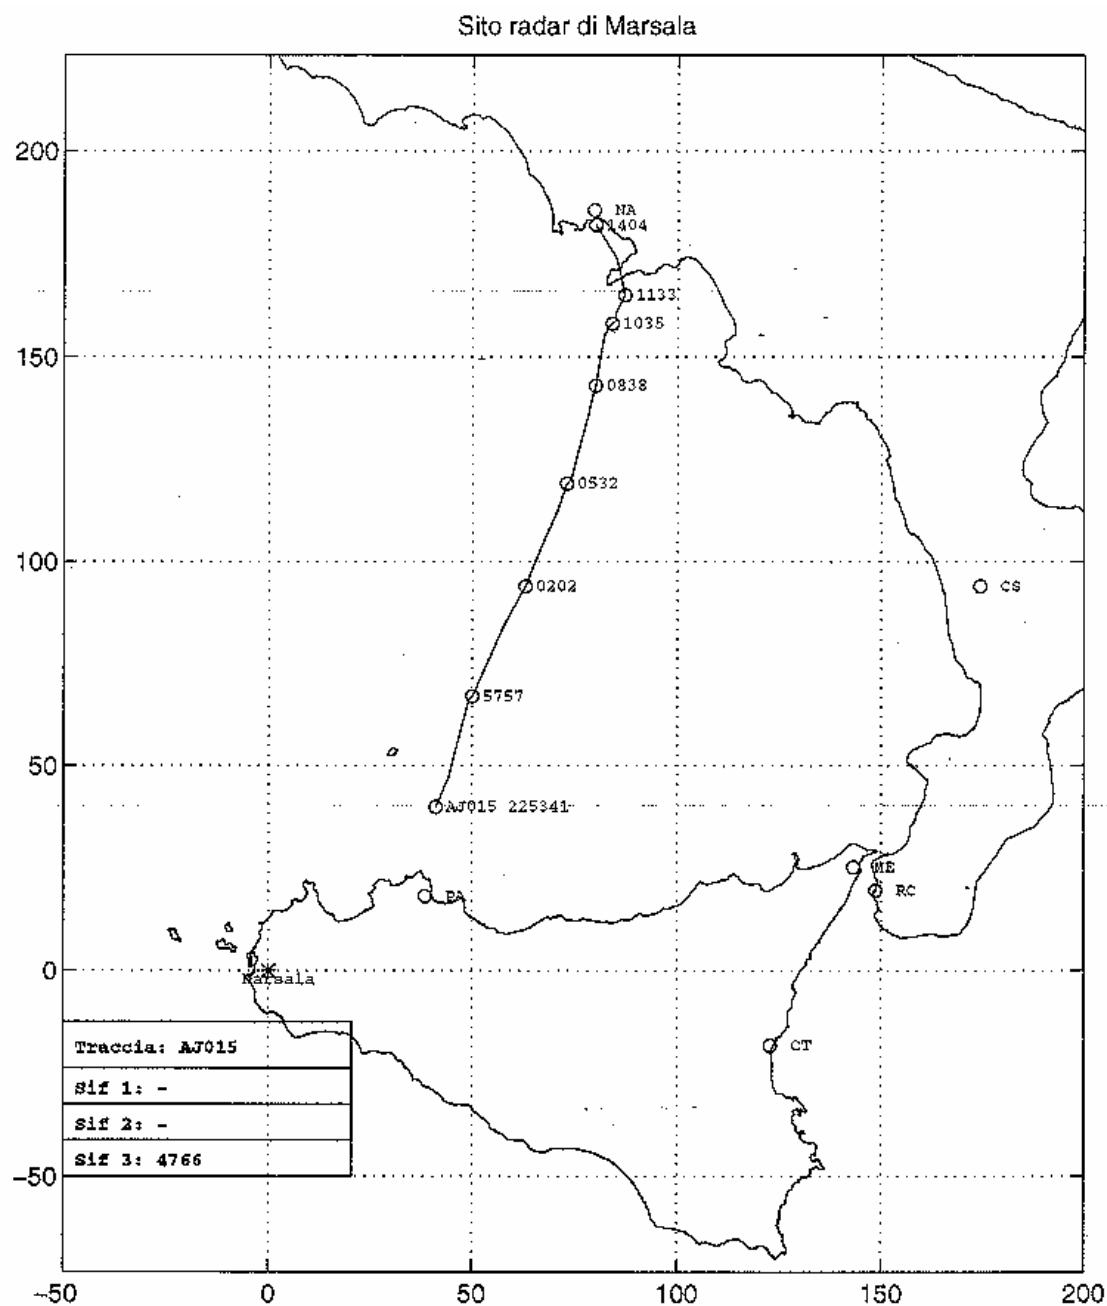 Sito radar di Marsala
200
NA
1404
1133
1035
150
0838
0532
100
0202
CS
5757
50
AJ015 225341
ME
PA
RC
0
Marsala
CT
Traccia: AJ015
Sif 1: -
Sif 2: -
Sif 3: 4766
-50
-50
0
50
100
150
200